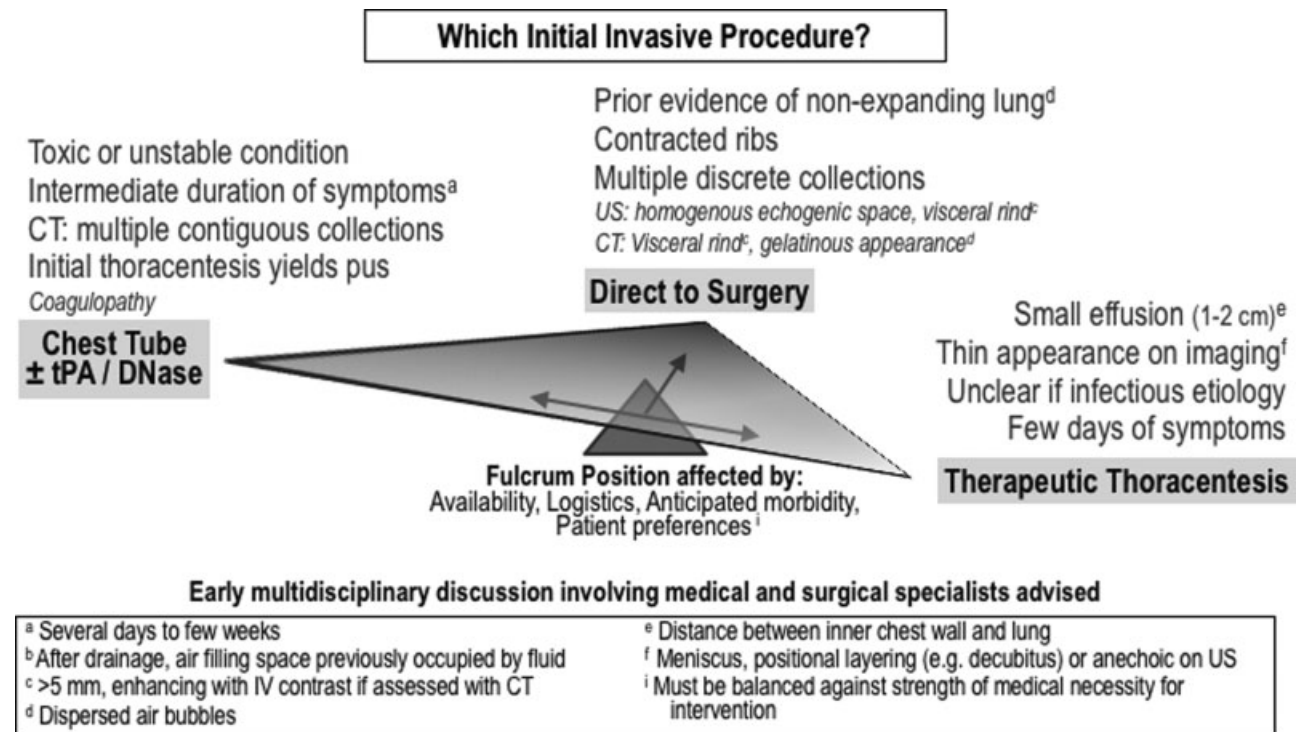 Which Initial Invasive Procedure?
Toxic or unstable condition
Intermediate duration of symptomsᵃ
CT: multiple contiguous collections
Initial thoracentesis yields pus
Coagulopathy
Chest Tube
± tPA / DNase
Prior evidence of non-expanding lungᵈ
Contracted ribs
Multiple discrete collections
US: homogenous echogenic space, visceral rindᶜ
CT: Visceral rindᶜ, gelatinous appearanceᵈ
Direct to Surgery
Small effusion (1-2 cm)ᵉ
Thin appearance on imagingᶠ
Unclear if infectious etiology
Few days of symptoms
Therapeutic Thoracentesis
Fulcrum Position affected by:
Availability, Logistics, Anticipated morbidity,
Patient preferencesⁱ
Early multidisciplinary discussion involving medical and surgical specialists advised
ᵃ Several days to few weeks
ᵇ After drainage, air filling space previously occupied by fluid
ᶜ >5 mm, enhancing with IV contrast if assessed with CT
ᵈ Dispersed air bubbles
ᵉ Distance between inner chest wall and lung
ᶠ Meniscus, positional layering (e.g. decubitus) or anechoic on US
ⁱ Must be balanced against strength of medical necessity for
intervention